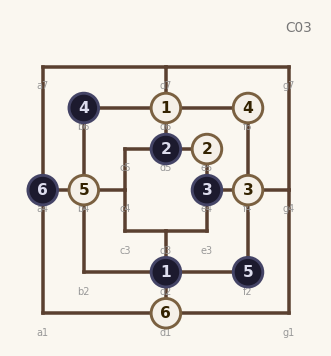 C03
a7 d7 g7
4 1 4
b6 d6 f6
2 2
c5 d5 e5
6 5 3 3
a4 b4 c4 e4 f4 g4
c3 d3 e3
1 5
b2 d2 f2
6
a1 d1 g1